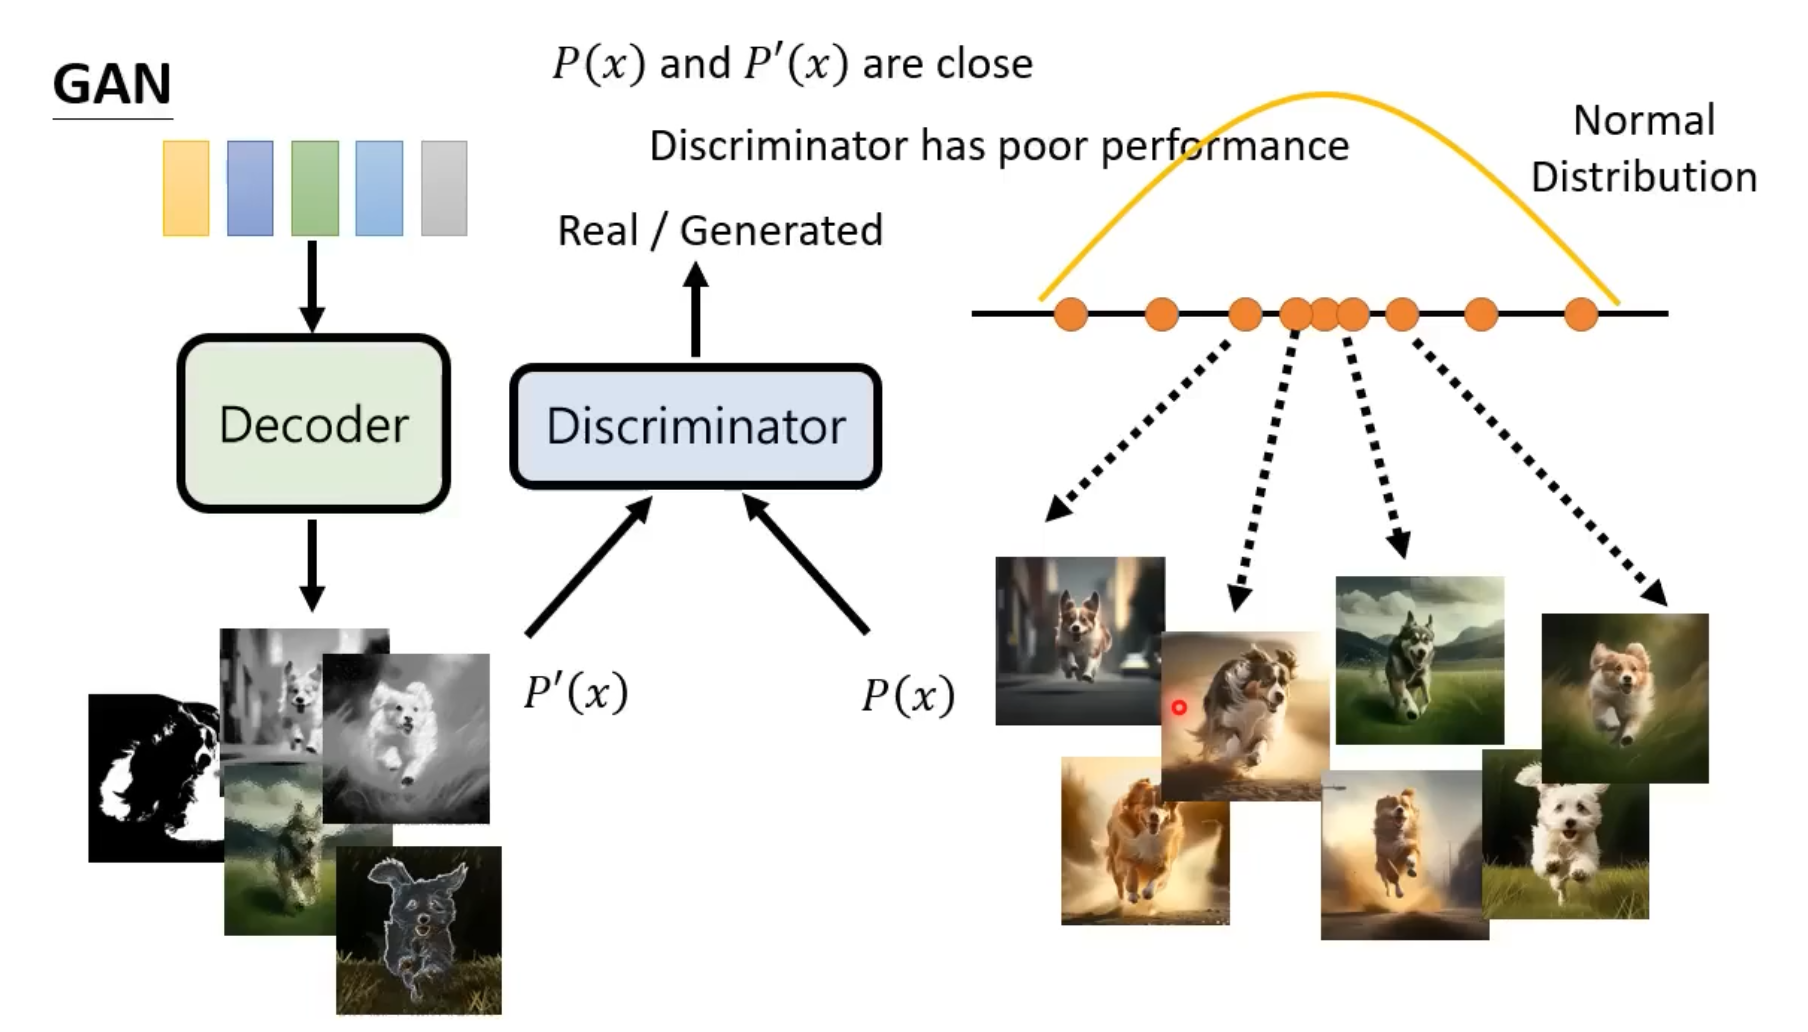 GAN
P(x) and P′(x) are close
Discriminator has poor performance
Normal
Distribution
Real / Generated
Decoder
Discriminator
P′(x)
P(x)